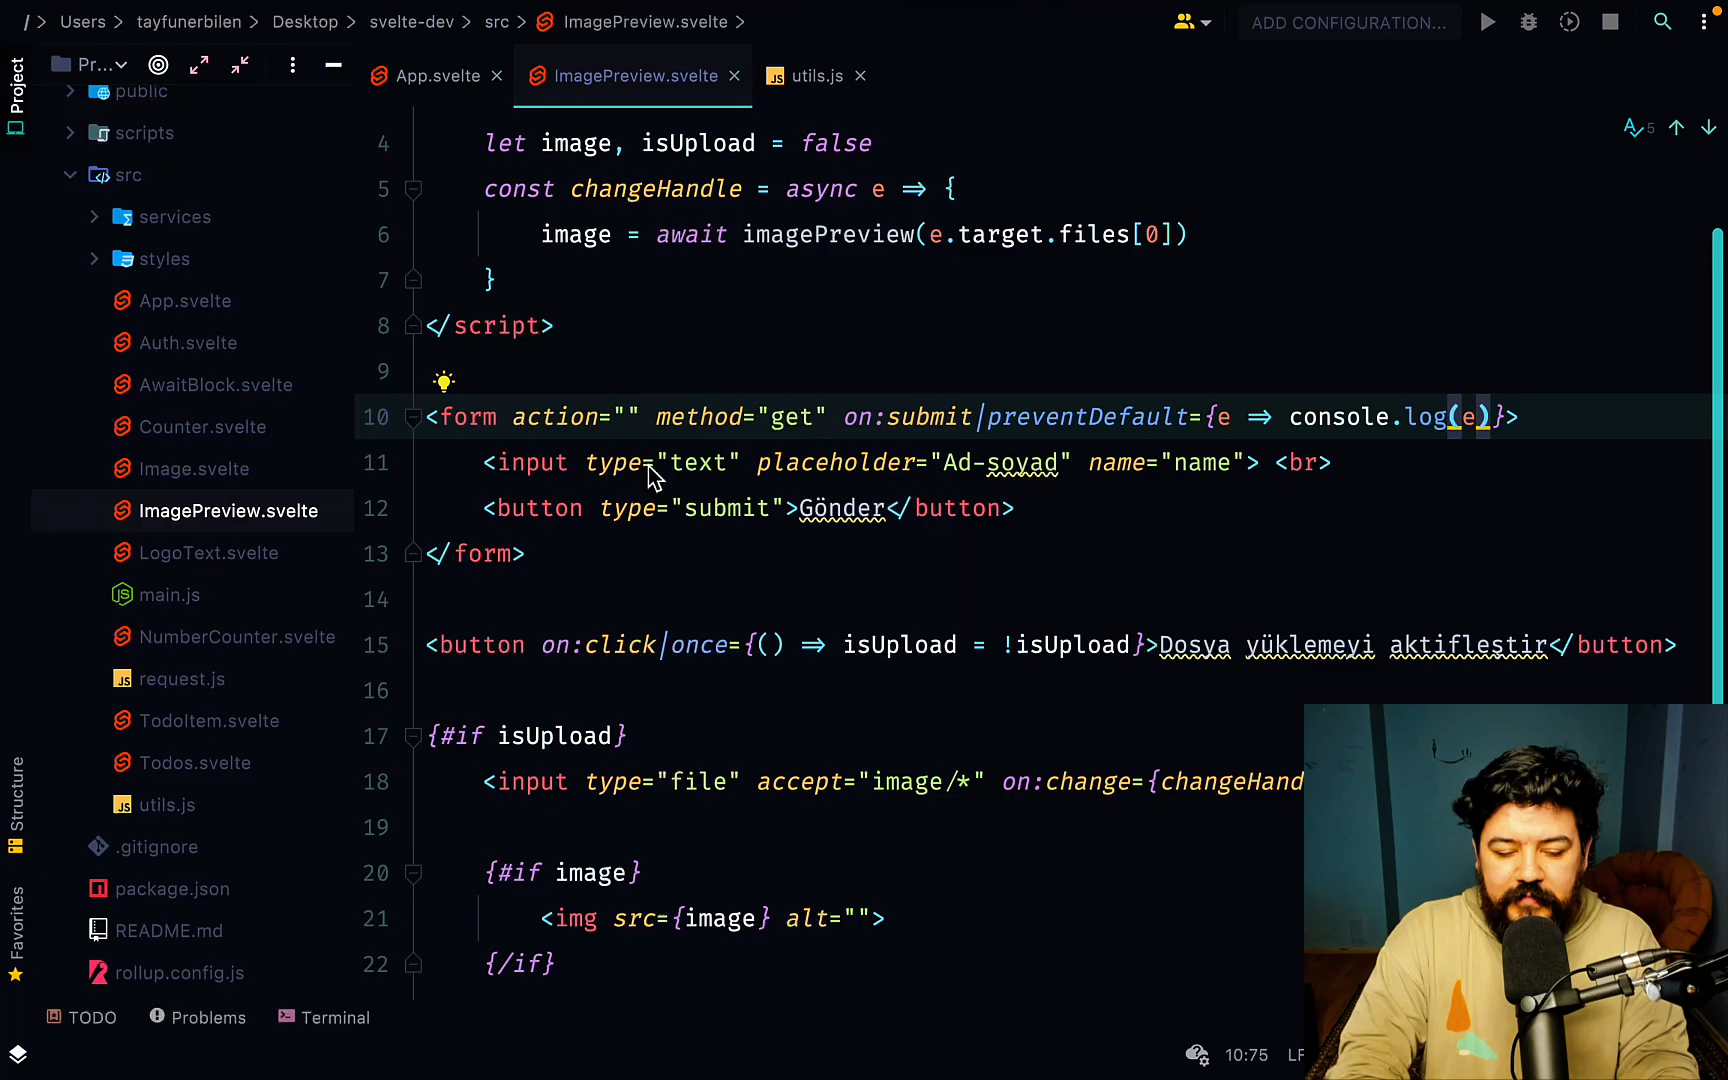 / > Users > tayfunerbilen > Desktop > svelte-dev > src > ImagePreview.svelte >
ADD CONFIGURATION...
Project
Pr...
App.svelte
ImagePreview.svelte
utils.js
public
scripts
src
services
styles
App.svelte
Auth.svelte
AwaitBlock.svelte
Counter.svelte
Image.svelte
ImagePreview.svelte
LogoText.svelte
main.js
NumberCounter.svelte
request.js
TodoItem.svelte
Todos.svelte
utils.js
.gitignore
package.json
README.md
rollup.config.js
5
4 let image, isUpload = false
5 const changeHandle = async e => {
6 image = await imagePreview(e.target.files[0])
7 }
8 </script>
9
10 <form action="" method="get" on:submit|preventDefault={e => console.log(e)}>
11 <input type="text" placeholder="Ad-soyad" name="name"> <br>
12 <button type="submit">Gönder</button>
13 </form>
14
15 <button on:click|once={() => isUpload = !isUpload}>Dosya yüklemeyi aktifleştir</button>
16
17 {#if isUpload}
18 <input type="file" accept="image/*" on:change={changeHand
19
20 {#if image}
21 <img src={image} alt="">
22 {/if}
Structure
Favorites
TODO
Problems
Terminal
10:75
LF